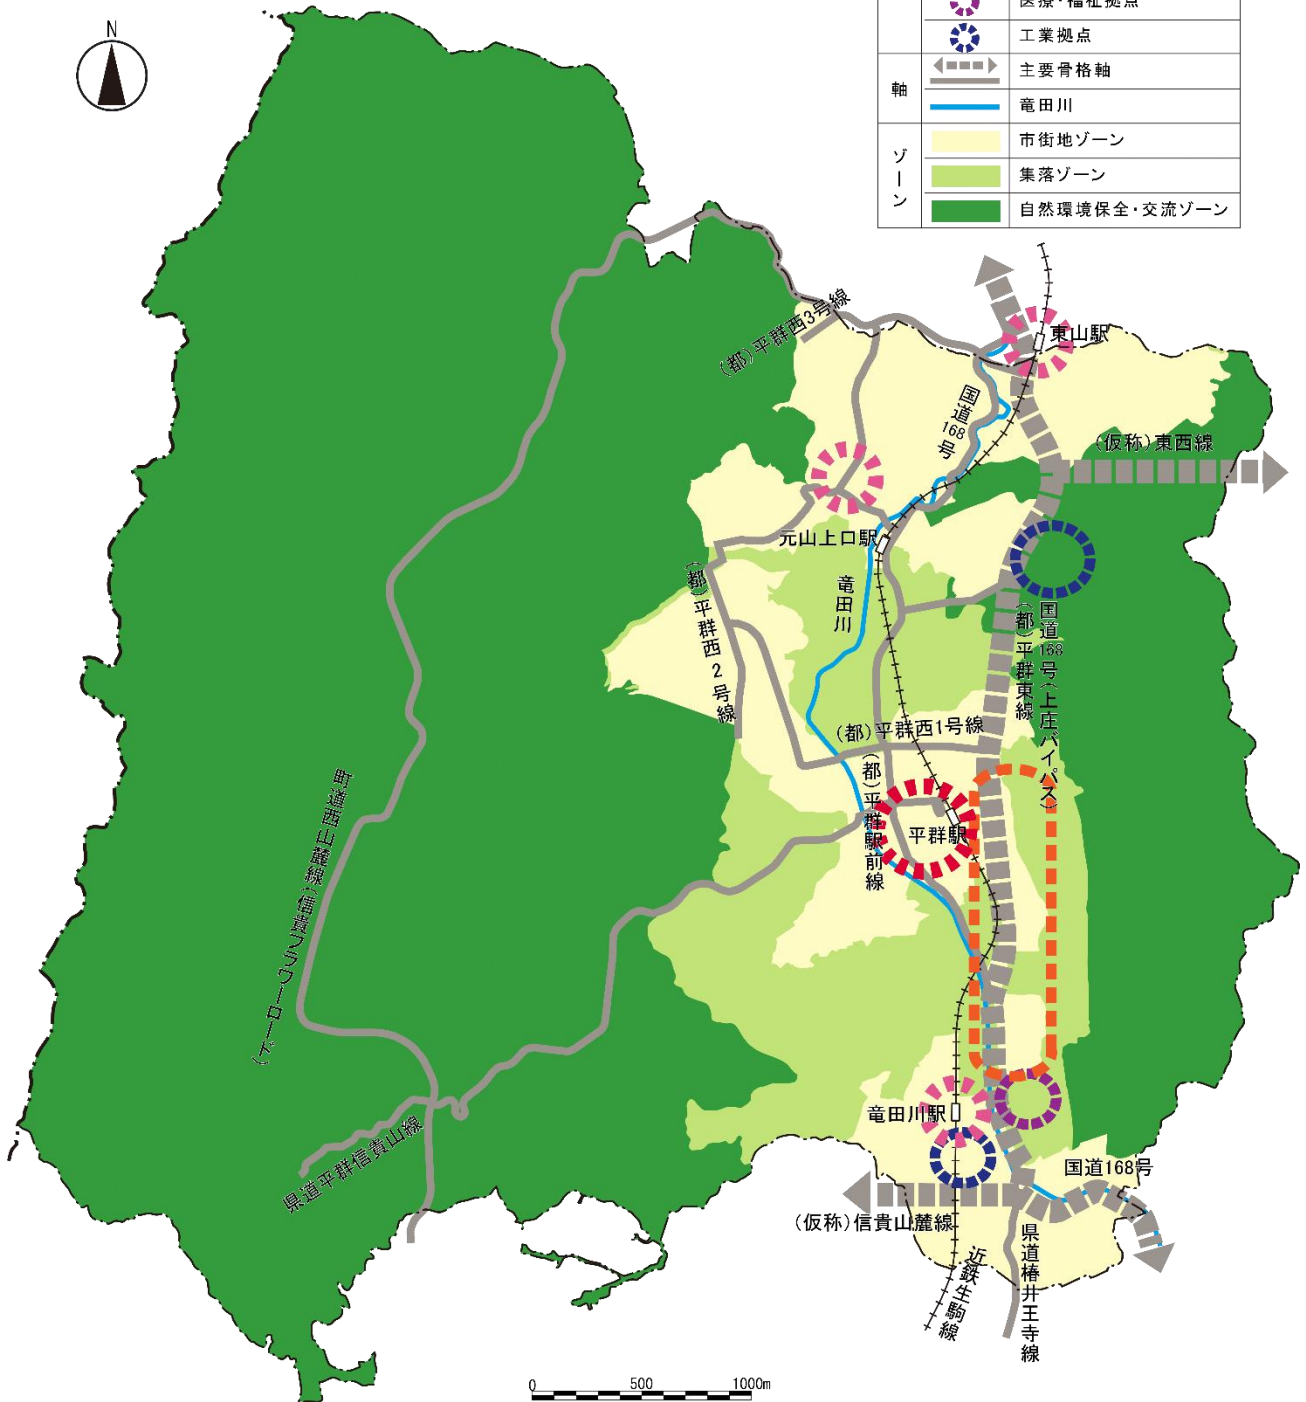 N
医療・福祉拠点
工業拠点
軸
主要骨格軸
竜田川
ゾーン
市街地ゾーン
集落ゾーン
自然環境保全・交流ゾーン
(都)平群西3号線
東山駅
国道168号
(仮称)東西線
元山上口駅
竜田川
(都)平群西2号線
国道168号(上庄バイパス)
(都)平群東線
(都)平群西1号線
(都)平群駅前線
平群駅
町道西山麓線(信貴フラワーロード)
竜田川駅
県道平群信貴山線
国道168号
(仮称)信貴山麓線
近鉄生駒線
県道椿井王寺線
0 500 1000m